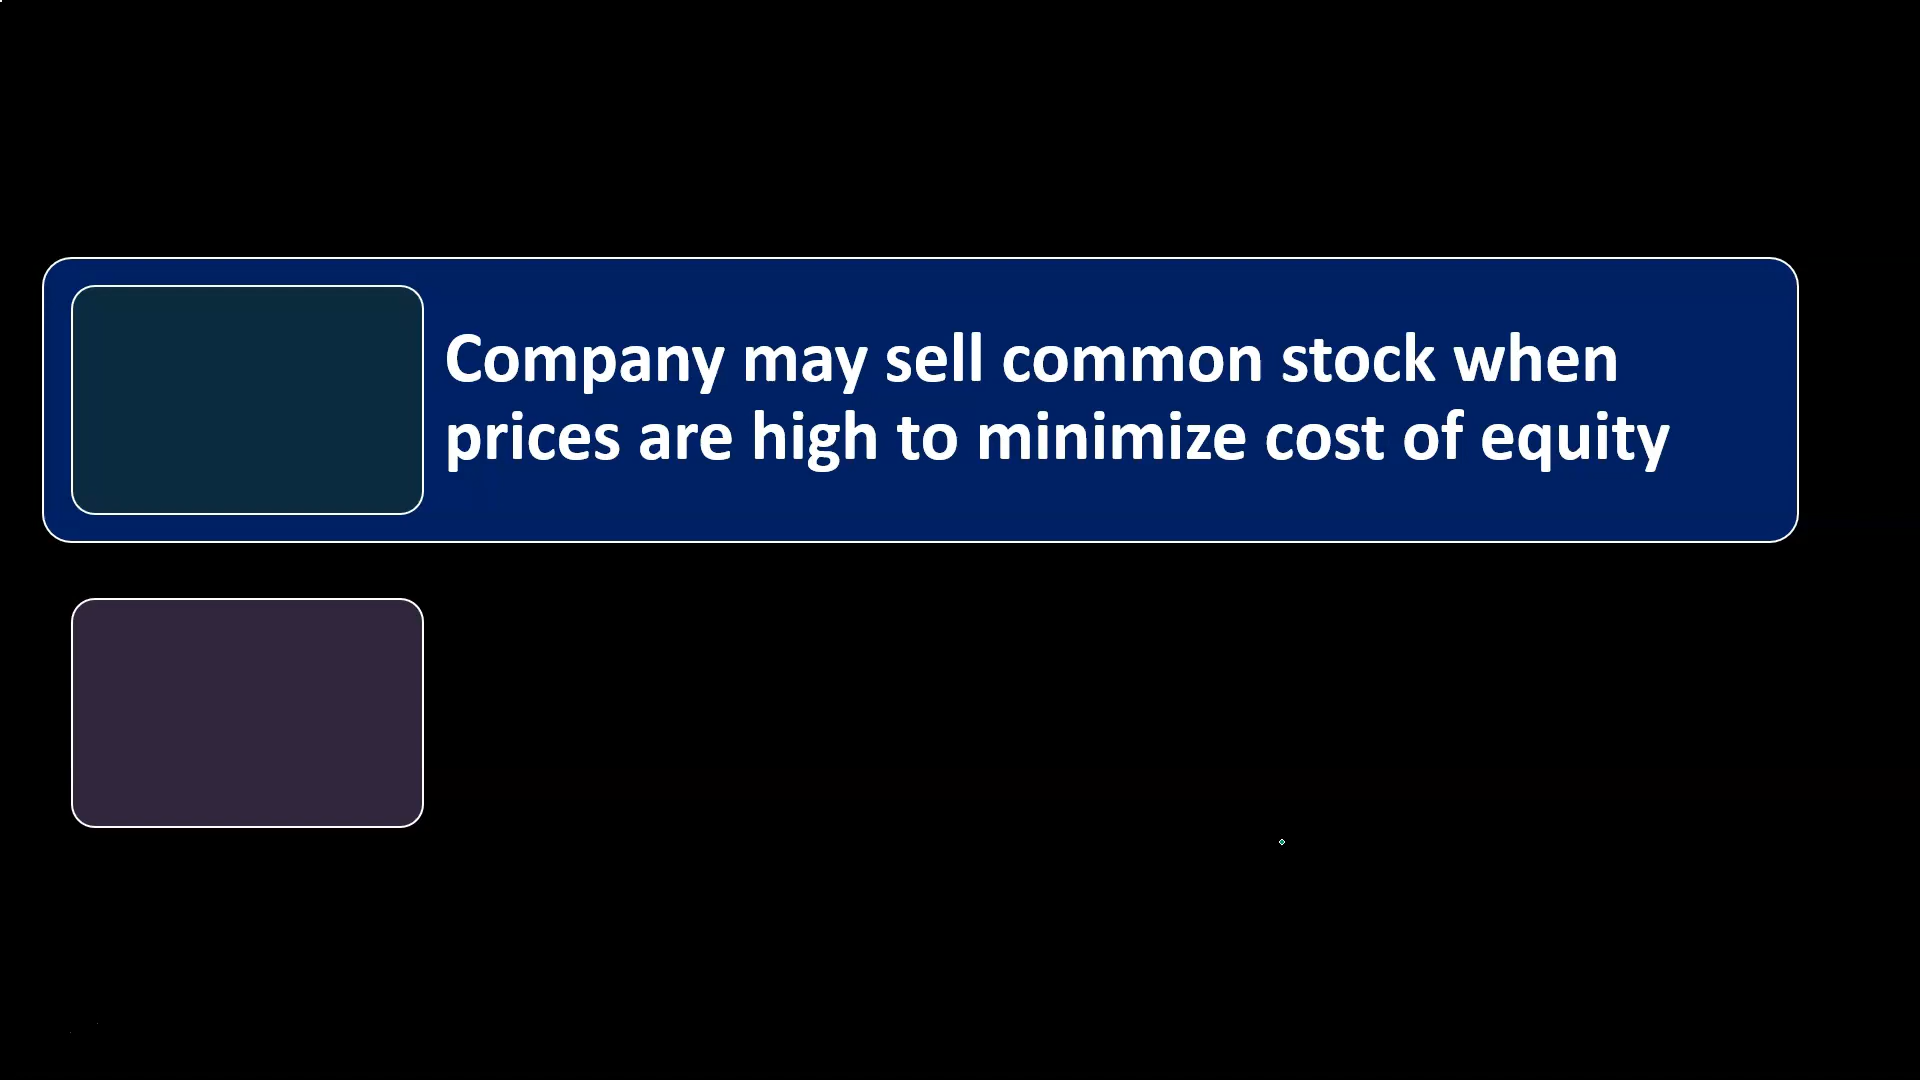 Company may sell common stock when
prices are high to minimize cost of equity